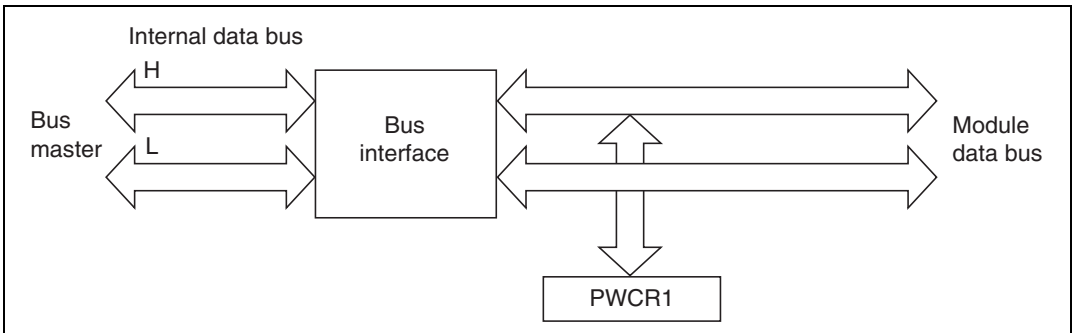 Internal data bus
H
Bus
master
L
Bus
interface
Module
data bus
PWCR1